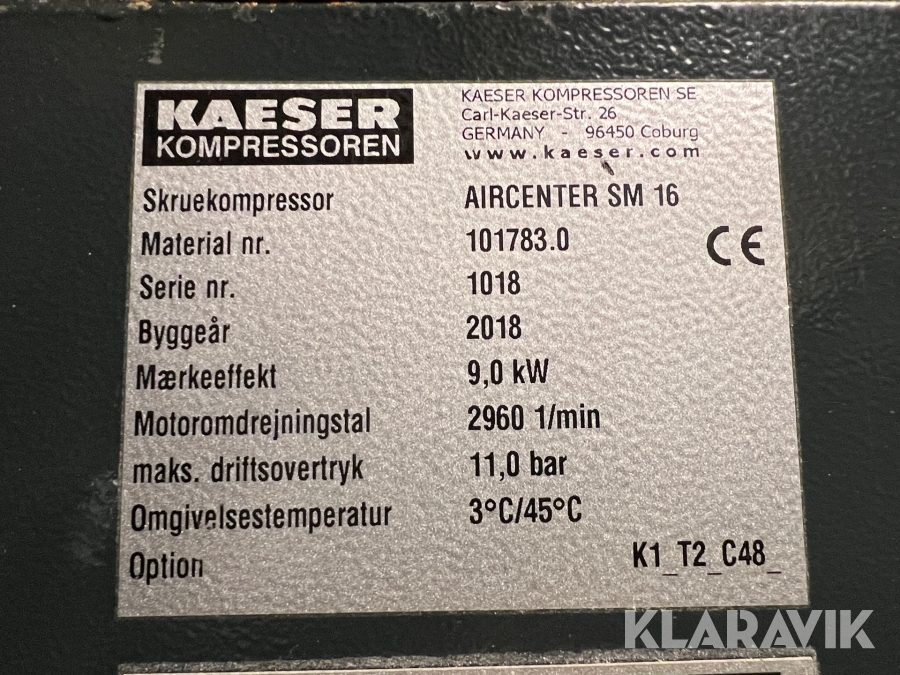 KAESER
KOMPRESSOREN
KAESER KOMPRESSOREN SE
Carl-Kaeser-Str. 26
GERMANY - 96450 Coburg
www.kaeser.com
Skruekompressor AIRCENTER SM 16
Material nr. 101783.0
CE
Serie nr. 1018
Byggeår 2018
Mærkeeffekt 9,0 kW
Motoromdrejningstal 2960 1/min
maks. driftsovertryk 11,0 bar
Omgivelsestemperatur 3°C/45°C
Option K1_T2_C48_
KLARAVIK